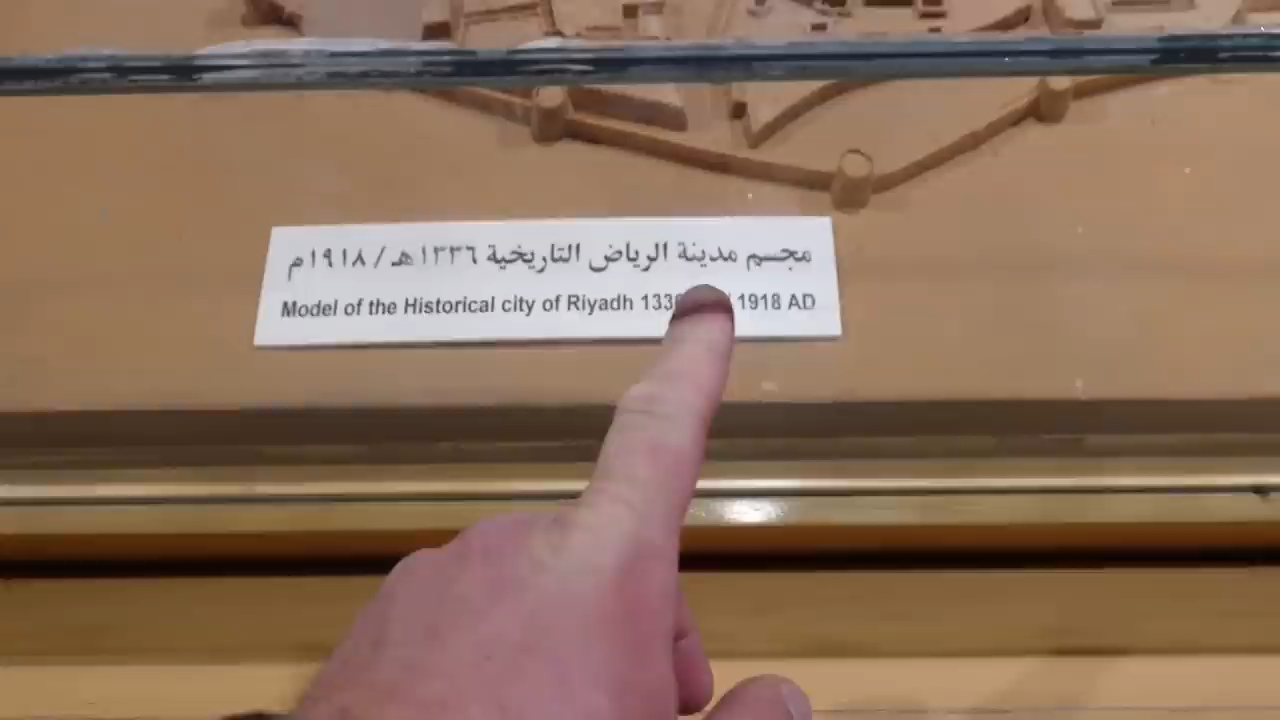 مجسم مدينة الرياض التاريخية ١٣٣٦هـ / ١٩١٨م
Model of the Historical city of Riyadh 1918 AD